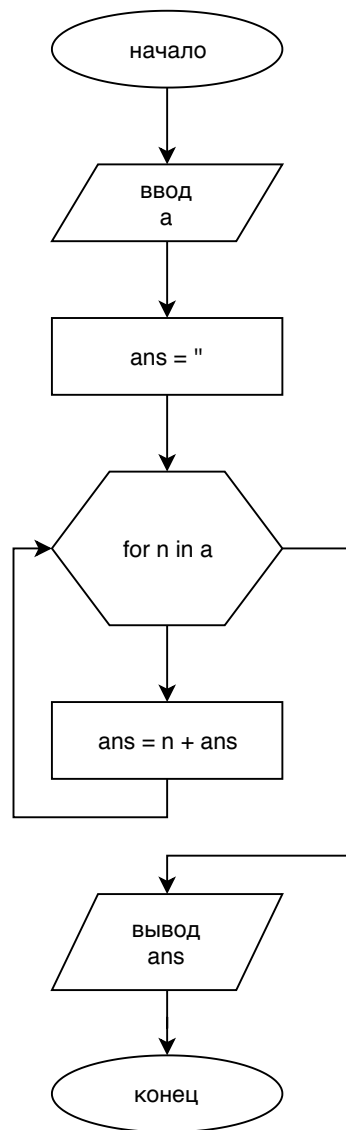 начало
ввод
a
ans = "
for n in a
ans = n + ans
вывод
ans
конец